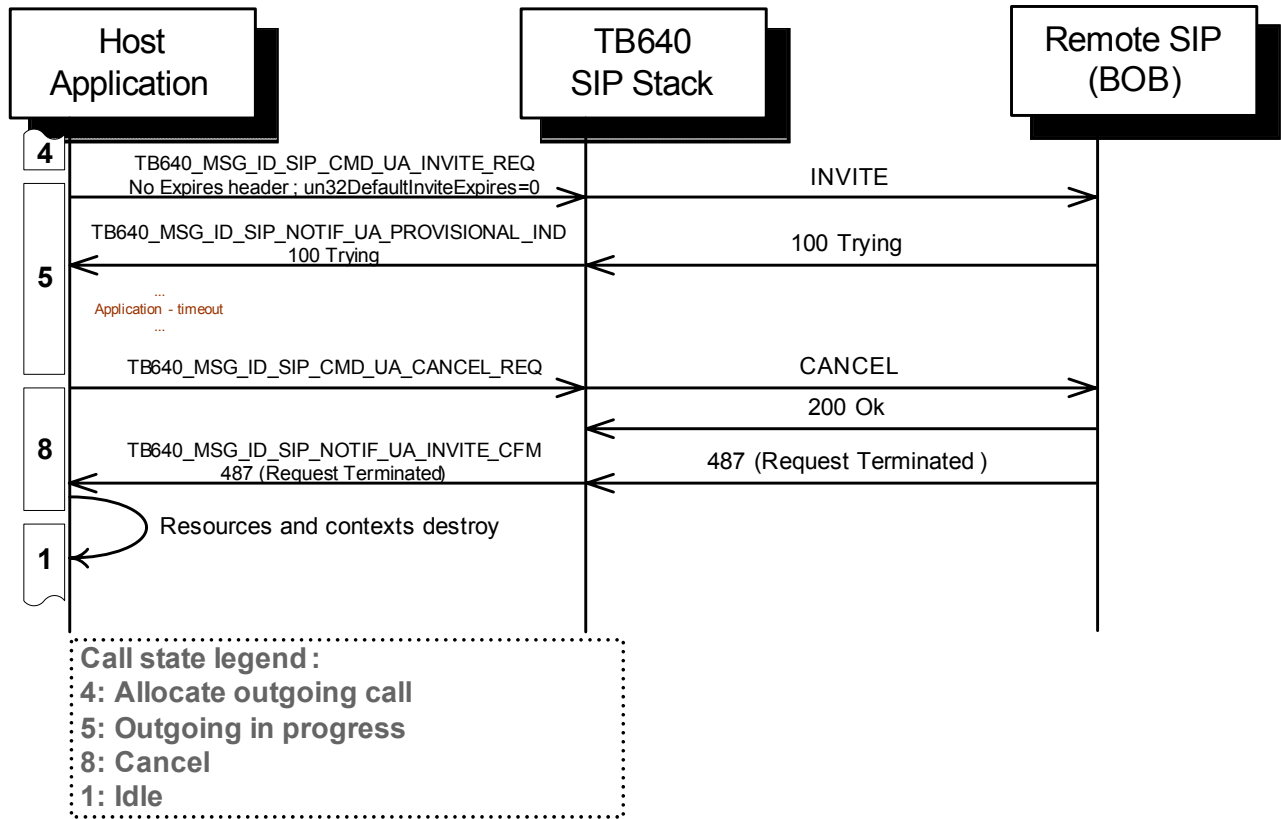 Host
Application
TB640
SIP Stack
Remote SIP
(BOB)
4
TB640_MSG_ID_SIP_CMD_UA_INVITE_REQ
No Expires header ; un32DefaultInviteExpires=0
INVITE
TB640_MSG_ID_SIP_NOTIF_UA_PROVISIONAL_IND
100 Trying
100 Trying
5
...
Application - timeout
...
TB640_MSG_ID_SIP_CMD_UA_CANCEL_REQ
CANCEL
200 Ok
8
TB640_MSG_ID_SIP_NOTIF_UA_INVITE_CFM
487 (Request Terminated)
487 (Request Terminated )
Resources and contexts destroy
1
Call state legend :
4: Allocate outgoing call
5: Outgoing in progress
8: Cancel
1: Idle